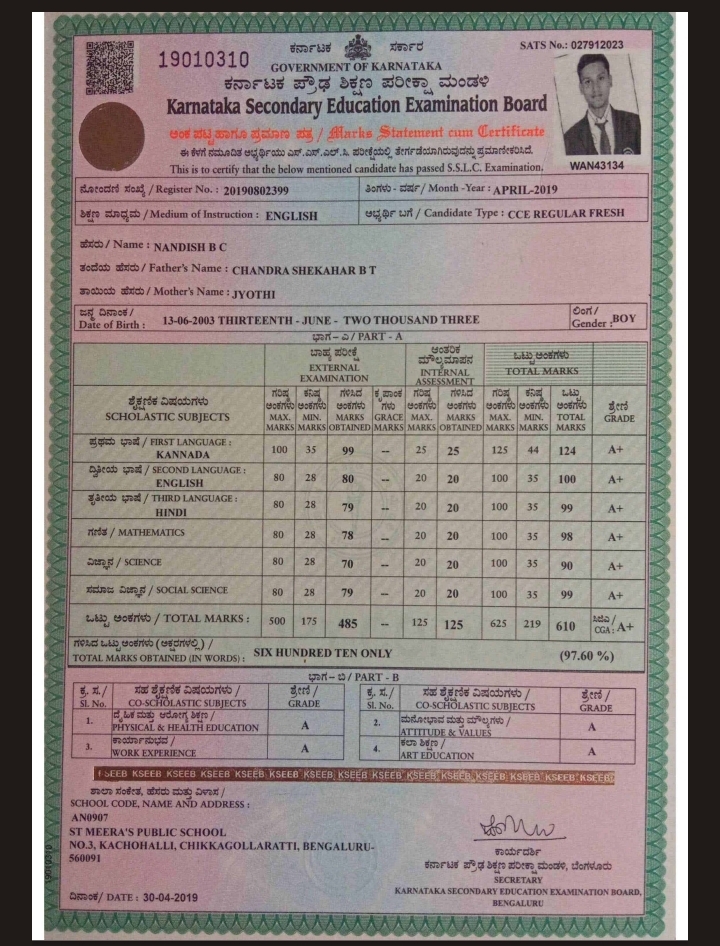 19010310
ಕರ್ನಾಟಕ ಸರ್ಕಾರ
SATS No.: 027912023
GOVERNMENT OF KARNATAKA
ಕರ್ನಾಟಕ ಪ್ರೌಢ ಶಿಕ್ಷಣ ಪರೀಕ್ಷಾ ಮಂಡಳಿ
Karnataka Secondary Education Examination Board
ಅಂಕ ಪಟ್ಟಿ ಹಾಗೂ ಪ್ರಮಾಣ ಪತ್ರ / Marks Statement cum Certificate
ಈ ಕೆಳಗೆ ನಮೂದಿತ ಅಭ್ಯರ್ಥಿಯು ಎಸ್.ಎಸ್.ಎಲ್.ಸಿ. ಪರೀಕ್ಷೆಯಲ್ಲಿ ತೇರ್ಗಡೆಯಾಗಿರುವುದನ್ನು ಪ್ರಮಾಣೀಕರಿಸಿದೆ.
This is to certify that the below mentioned candidate has passed S.S.L.C. Examination.
WAN43134
ನೋಂದಣಿ ಸಂಖ್ಯೆ / Register No. : 20190802399 ತಿಂಗಳು - ವರ್ಷ / Month -Year : APRIL-2019
ಶಿಕ್ಷಣ ಮಾಧ್ಯಮ / Medium of Instruction : ENGLISH ಅಭ್ಯರ್ಥಿ ಬಗೆ / Candidate Type : CCE REGULAR FRESH
ಹೆಸರು / Name : NANDISH B C
ತಂದೆಯ ಹೆಸರು / Father's Name : CHANDRA SHEKAHAR B T
ತಾಯಿಯ ಹೆಸರು / Mother's Name : JYOTHI
ಜನ್ಮ ದಿನಾಂಕ / Date of Birth : 13-06-2003 THIRTEENTH - JUNE - TWO THOUSAND THREE ಲಿಂಗ / Gender : BOY
ಭಾಗ - ಎ / PART - A
ಶೈಕ್ಷಣಿಕ ವಿಷಯಗಳು SCHOLASTIC SUBJECTS
ಬಾಹ್ಯ ಪರೀಕ್ಷೆ EXTERNAL EXAMINATION
ಆಂತರಿಕ ಮೌಲ್ಯಮಾಪನ INTERNAL ASSESSMENT
ಒಟ್ಟು ಅಂಕಗಳು TOTAL MARKS
ಗರಿಷ್ಠ ಅಂಕಗಳು MAX. MARKS
ಕನಿಷ್ಠ ಅಂಕಗಳು MIN. MARKS
ಗಳಿಸಿದ ಅಂಕಗಳು MARKS OBTAINED
ಕೃಪಾಂಕಗಳು GRACE MARKS
ಗರಿಷ್ಠ ಅಂಕಗಳು MAX. MARKS
ಗಳಿಸಿದ ಅಂಕಗಳು MARKS OBTAINED
ಗರಿಷ್ಠ ಅಂಕಗಳು MAX. MARKS
ಕನಿಷ್ಠ ಅಂಕಗಳು MIN. MARKS
ಒಟ್ಟು ಅಂಕಗಳು TOTAL MARKS
ಶ್ರೇಣಿ GRADE
ಪ್ರಥಮ ಭಾಷೆ / FIRST LANGUAGE :
KANNADA 100 35 99 -- 25 25 125 44 124 A+
ದ್ವಿತೀಯ ಭಾಷೆ / SECOND LANGUAGE :
ENGLISH 80 28 80 -- 20 20 100 35 100 A+
ತೃತೀಯ ಭಾಷೆ / THIRD LANGUAGE :
HINDI 80 28 79 -- 20 20 100 35 99 A+
ಗಣಿತ / MATHEMATICS 80 28 78 -- 20 20 100 35 98 A+
ವಿಜ್ಞಾನ / SCIENCE 80 28 70 -- 20 20 100 35 90 A+
ಸಮಾಜ ವಿಜ್ಞಾನ / SOCIAL SCIENCE 80 28 79 -- 20 20 100 35 99 A+
ಒಟ್ಟು ಅಂಕಗಳು / TOTAL MARKS : 500 175 485 -- 125 125 625 219 610 ಸಿಜಿಎ / CGA : A+
ಗಳಿಸಿದ ಒಟ್ಟು ಅಂಕಗಳು (ಅಕ್ಷರಗಳಲ್ಲಿ) /
TOTAL MARKS OBTAINED (IN WORDS) : SIX HUNDRED TEN ONLY (97.60 %)
ಭಾಗ - ಬಿ / PART - B
ಕ್ರ. ಸ. / ಸಹ ಶೈಕ್ಷಣಿಕ ವಿಷಯಗಳು / ಶ್ರೇಣಿ / ಕ್ರ. ಸ. / ಸಹ ಶೈಕ್ಷಣಿಕ ವಿಷಯಗಳು / ಶ್ರೇಣಿ /
Sl. No. CO-SCHOLASTIC SUBJECTS GRADE Sl. No. CO-SCHOLASTIC SUBJECTS GRADE
1. ದೈಹಿಕ ಮತ್ತು ಆರೋಗ್ಯ ಶಿಕ್ಷಣ / PHYSICAL & HEALTH EDUCATION A 2. ಮನೋಭಾವ ಮತ್ತು ಮೌಲ್ಯಗಳು / ATTITUDE & VALUES A
3. ಕಾರ್ಯಾನುಭವ / WORK EXPERIENCE A 4. ಕಲಾ ಶಿಕ್ಷಣ / ART EDUCATION A
KSEEB KSEEB KSEEB KSEEB KSEEB KSEEB KSEEB KSEEB KSEEB KSEEB KSEEB KSEEB KSEEB KSEEB KSEEB
ಶಾಲಾ ಸಂಕೇತ, ಹೆಸರು ಮತ್ತು ವಿಳಾಸ /
SCHOOL CODE, NAME AND ADDRESS :
AN0907
ST MEERA'S PUBLIC SCHOOL
NO.3, KACHOHALLI, CHIKKAGOLLARATTI, BENGALURU-
560091
ಕಾರ್ಯದರ್ಶಿ
ಕರ್ನಾಟಕ ಪ್ರೌಢ ಶಿಕ್ಷಣ ಪರೀಕ್ಷಾ ಮಂಡಳಿ, ಬೆಂಗಳೂರು
SECRETARY
KARNATAKA SECONDARY EDUCATION EXAMINATION BOARD,
BENGALURU
ದಿನಾಂಕ/ DATE : 30-04-2019